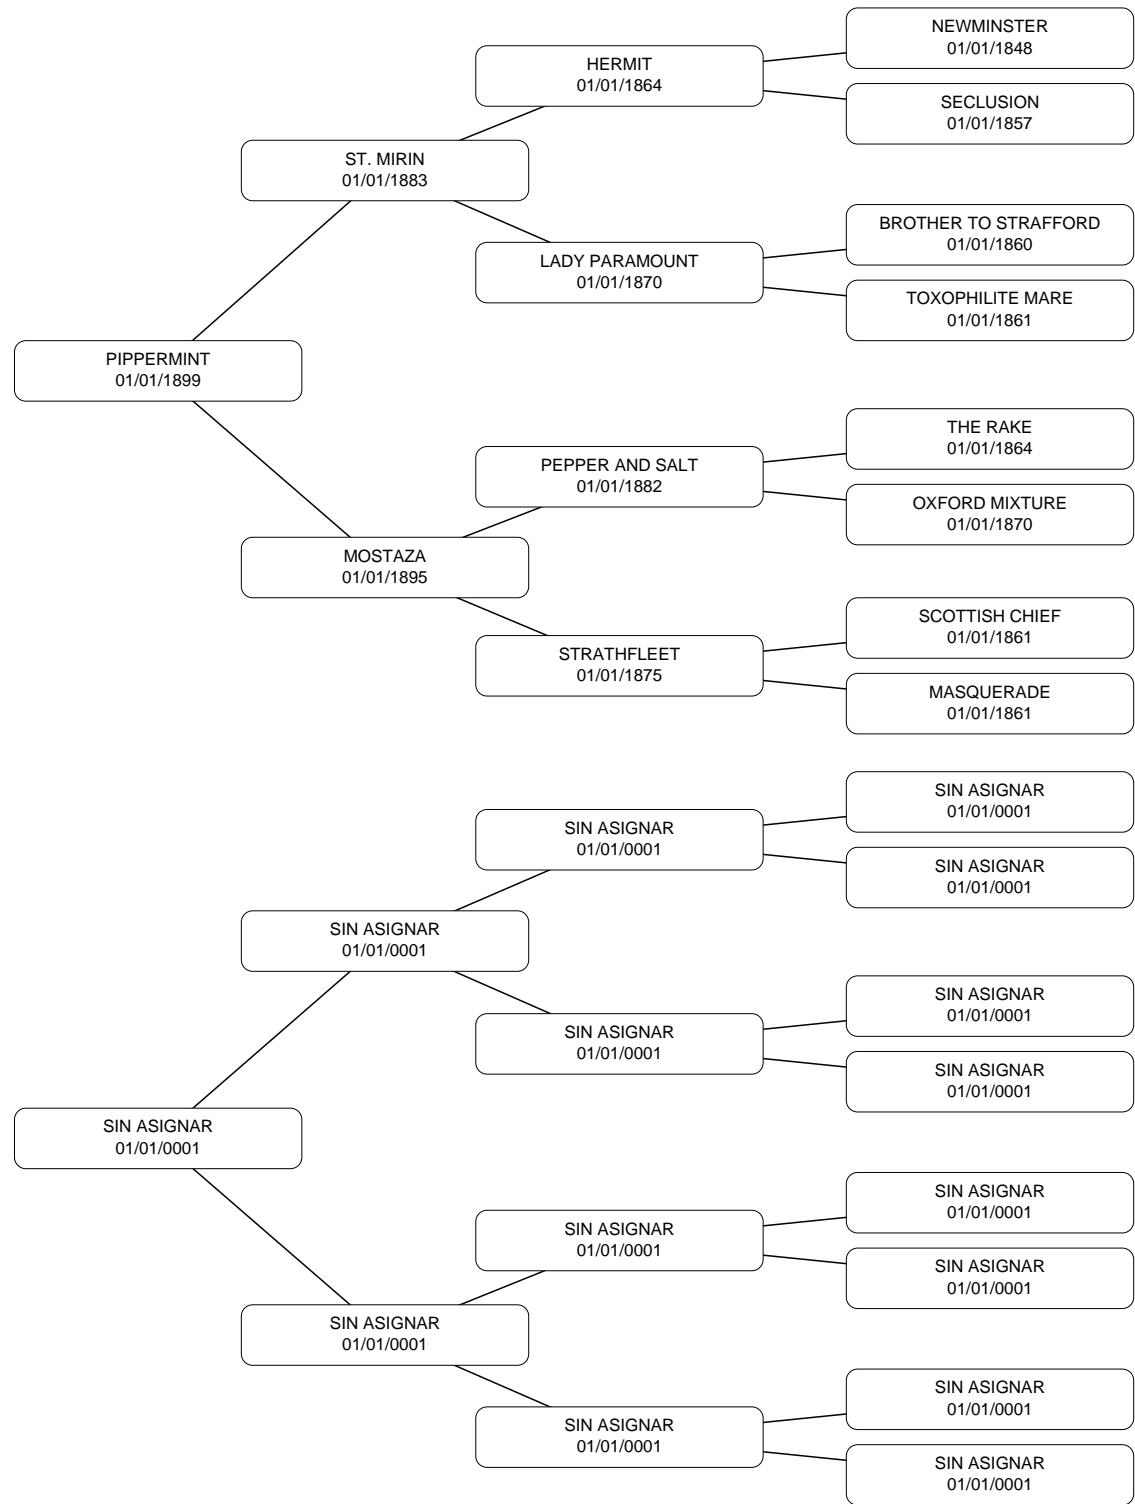 NEWMINSTER
01/01/1848
HERMIT
01/01/1864
SECLUSION
01/01/1857
ST. MIRIN
01/01/1883
BROTHER TO STRAFFORD
01/01/1860
LADY PARAMOUNT
01/01/1870
TOXOPHILITE MARE
01/01/1861
PIPPERMINT
01/01/1899
THE RAKE
01/01/1864
PEPPER AND SALT
01/01/1882
OXFORD MIXTURE
01/01/1870
MOSTAZA
01/01/1895
SCOTTISH CHIEF
01/01/1861
STRATHFLEET
01/01/1875
MASQUERADE
01/01/1861
SIN ASIGNAR
01/01/0001
SIN ASIGNAR
01/01/0001
SIN ASIGNAR
01/01/0001
SIN ASIGNAR
01/01/0001
SIN ASIGNAR
01/01/0001
SIN ASIGNAR
01/01/0001
SIN ASIGNAR
01/01/0001
SIN ASIGNAR
01/01/0001
SIN ASIGNAR
01/01/0001
SIN ASIGNAR
01/01/0001
SIN ASIGNAR
01/01/0001
SIN ASIGNAR
01/01/0001
SIN ASIGNAR
01/01/0001
SIN ASIGNAR
01/01/0001
SIN ASIGNAR
01/01/0001